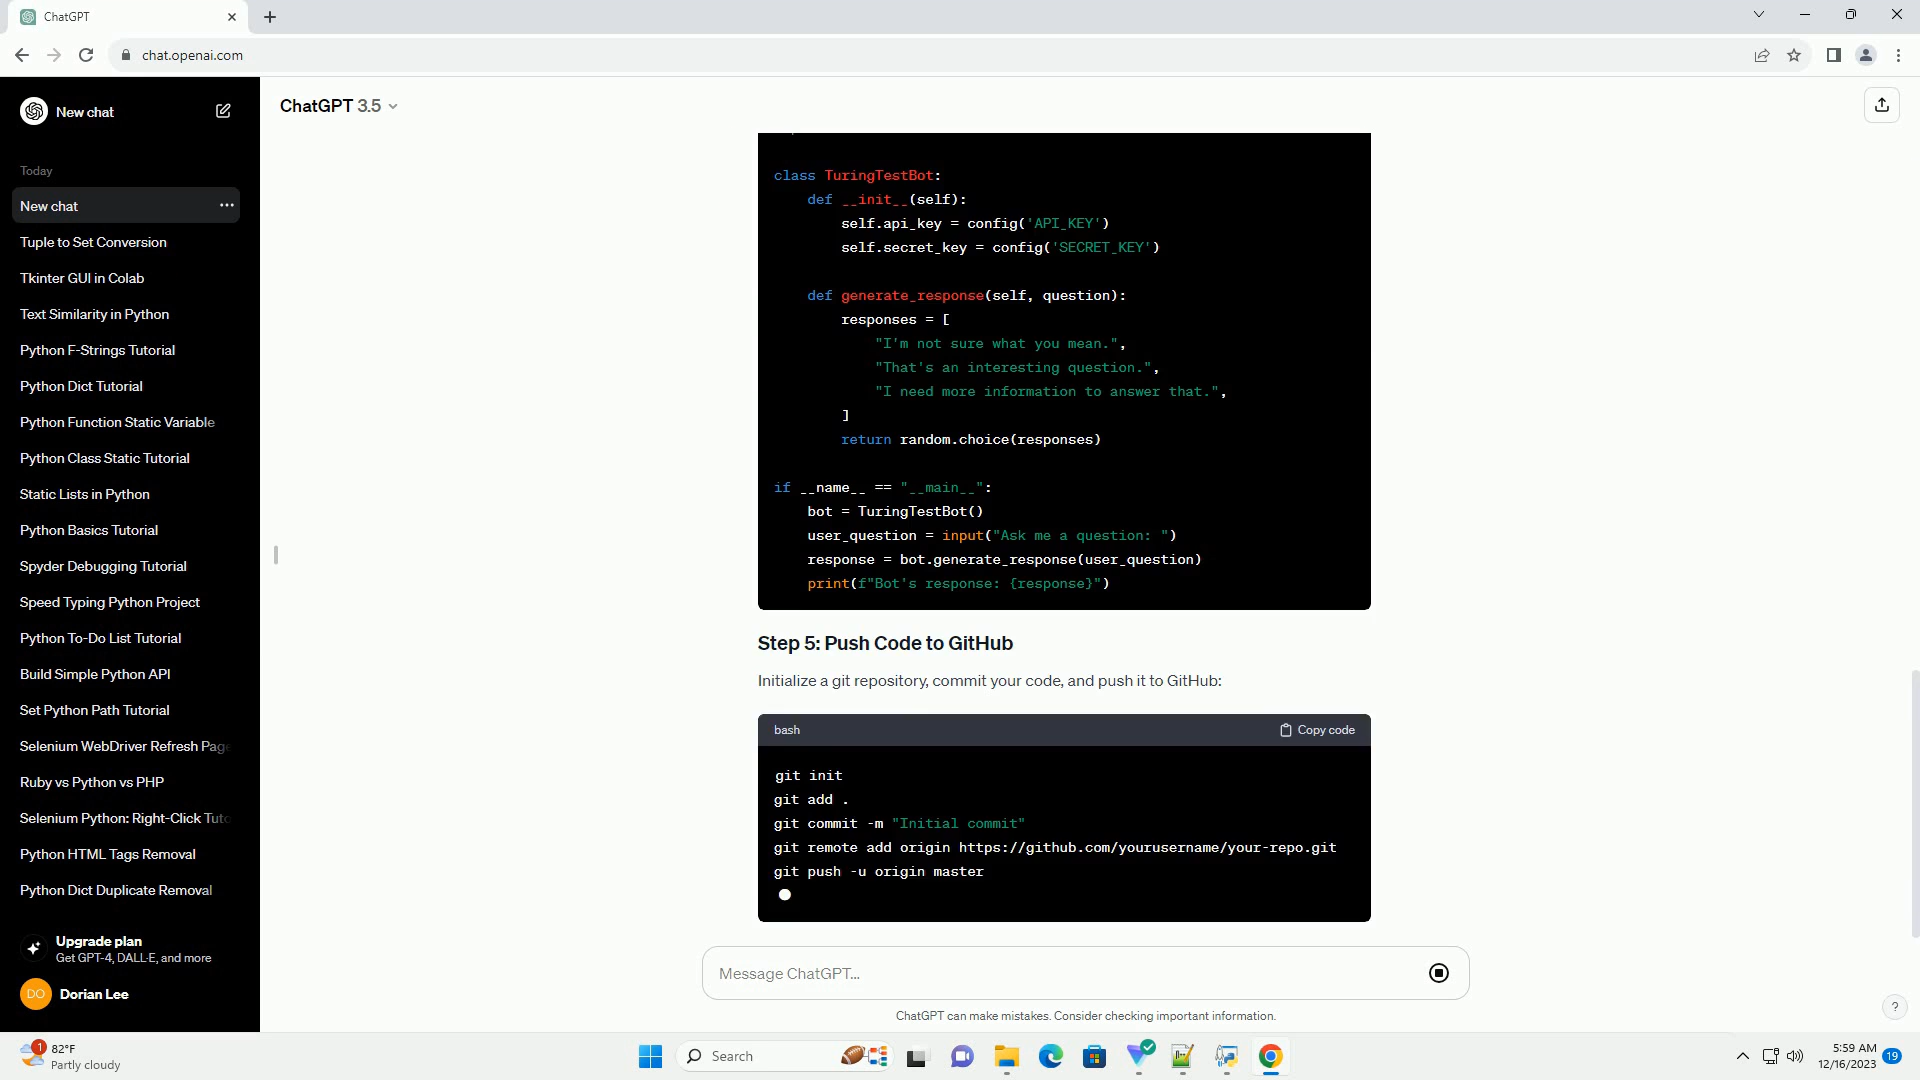 ChatGPT
chat.openai.com
New chat
Today
New chat
Tuple to Set Conversion
Tkinter GUI in Colab
Text Similarity in Python
Python F-Strings Tutorial
Python Dict Tutorial
Python Function Static Variable
Python Class Static Tutorial
Static Lists in Python
Python Basics Tutorial
Spyder Debugging Tutorial
Speed Typing Python Project
Python To-Do List Tutorial
Build Simple Python API
Set Python Path Tutorial
Selenium WebDriver Refresh Page
Ruby vs Python vs PHP
Selenium Python: Right-Click Tuto
Python HTML Tags Removal
Python Dict Duplicate Removal
Upgrade plan
Get GPT-4, DALL·E, and more
DO
Dorian Lee
ChatGPT 3.5
class TuringTestBot:
def __init__(self):
self.api_key = config('API_KEY')
self.secret_key = config('SECRET_KEY')
def generate_response(self, question):
responses = [
"I'm not sure what you mean.",
"That's an interesting question.",
"I need more information to answer that.",
]
return random.choice(responses)
if __name__ == "__main__":
bot = TuringTestBot()
user_question = input("Ask me a question: ")
response = bot.generate_response(user_question)
print(f"Bot's response: {response}")
Step 5: Push Code to GitHub
Initialize a git repository, commit your code, and push it to GitHub:
bash
Copy code
git init
git add .
git commit -m "Initial commit"
git remote add origin https://github.com/yourusername/your-repo.git
git push -u origin master
Message ChatGPT...
ChatGPT can make mistakes. Consider checking important information.
?
1
82°F
Partly cloudy
Search
5:59 AM
12/16/2023
19